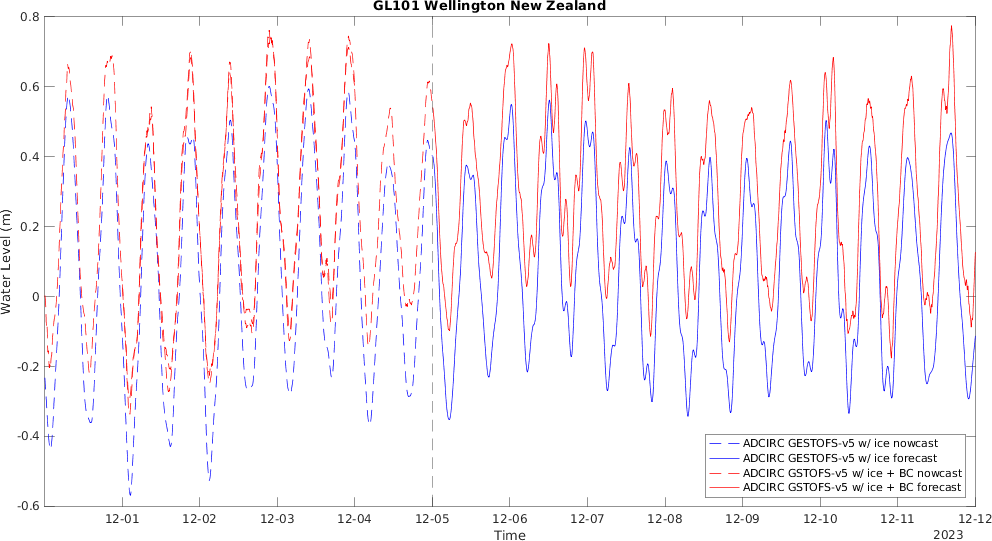 GL101 Wellington New Zealand
0.8
0.6
0.4
0.2
0
-0.2
-0.4
-0.6
Water Level (m)
ADCIRC GESTOFS-v5 w/ ice nowcast
ADCIRC GESTOFS-v5 w/ ice forecast
ADCIRC GSTOFS-v5 w/ ice + BC nowcast
ADCIRC GSTOFS-v5 w/ ice + BC forecast
12-01 12-02 12-03 12-04 12-05 12-06 12-07 12-08 12-09 12-10 12-11 12-12
Time
2023